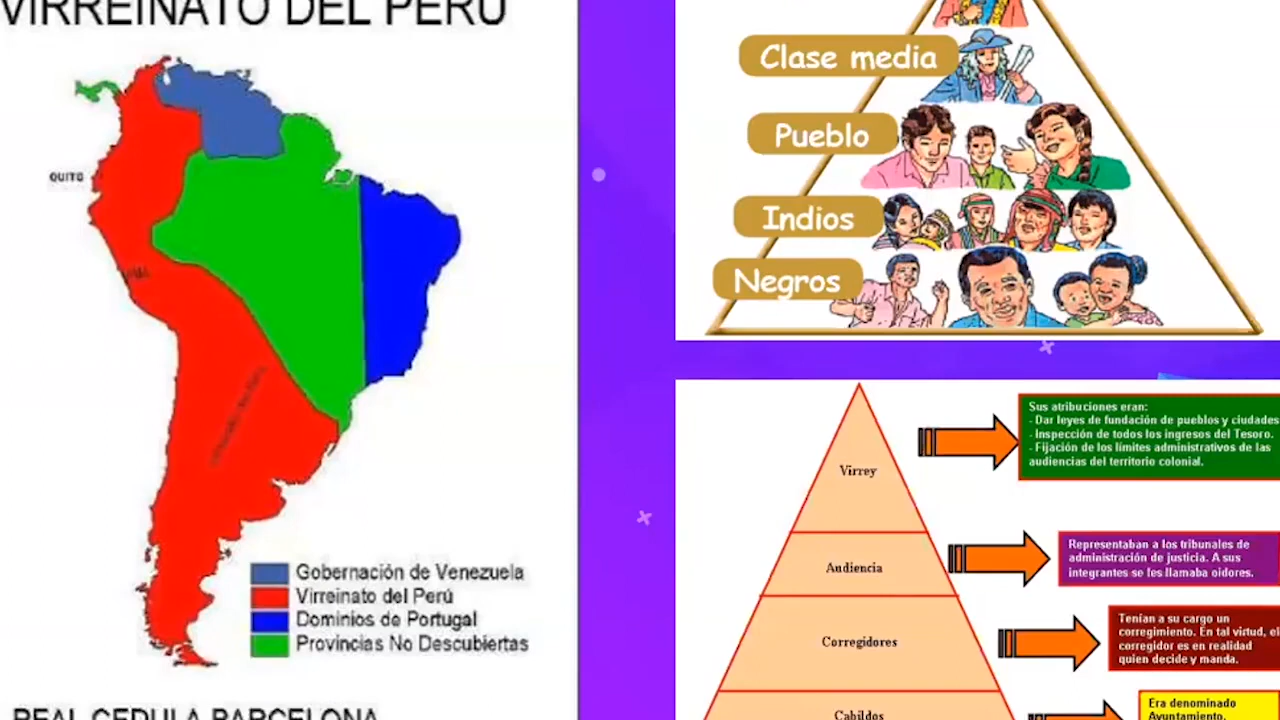 VIRREINATO DEL PERÚ
QUITO
Gobernación de Venezuela
Virreinato del Perú
Dominios de Portugal
Provincias No Descubiertas
REAL CEDULA BARCELONA
Clase media
Pueblo
Indios
Negros
Virrey
Audiencia
Corregidores
Cabildos
Sus atribuciones eran:
- Dar leyes de fundación de pueblos y ciudades
- Inspección de todos los ingresos del Tesoro.
- Fijación de los límites administrativos de las
audiencias del territorio colonial.
Representaban a los tribunales de
administración de justicia. A sus
integrantes se les llamaba oidores.
Tenían a su cargo un
corregimiento. En tal virtud, el
corregidor es en realidad
quien decide y manda.
Era denominado
Ayuntamiento.